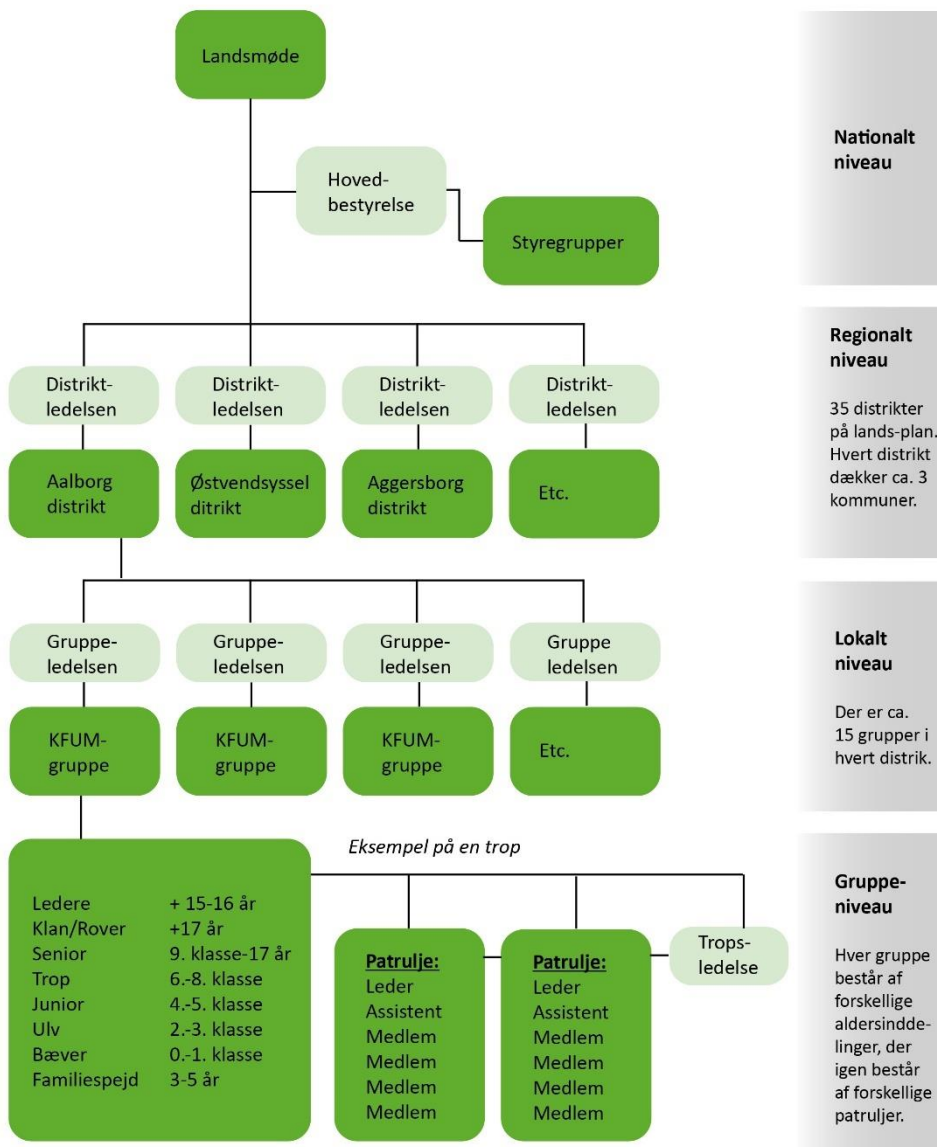 Landsmøde
Hoved-
bestyrelse
Styregrupper
Nationalt
niveau
Distrikt-
ledelsen
Distrikt-
ledelsen
Distrikt-
ledelsen
Distrikt-
ledelsen
Aalborg
distrikt
Østvendsyssel
ditrikt
Aggersborg
distrikt
Etc.
Regionalt
niveau
35 distrikter
på lands-plan.
Hvert distrikt
dækker ca. 3
kommuner.
Gruppe-
ledelsen
Gruppe-
ledelsen
Gruppe-
ledelsen
Gruppe
ledelsen
KFUM-
gruppe
KFUM-
gruppe
KFUM-
gruppe
Etc.
Lokalt
niveau
Der er ca.
15 grupper i
hvert distrik.
Eksempel på en trop
Ledere + 15-16 år
Klan/Rover +17 år
Senior 9. klasse-17 år
Trop 6.-8. klasse
Junior 4.-5. klasse
Ulv 2.-3. klasse
Bæver 0.-1. klasse
Familiespejd 3-5 år
Patrulje:
Leder
Assistent
Medlem
Medlem
Medlem
Medlem
Patrulje:
Leder
Assistent
Medlem
Medlem
Medlem
Medlem
Trops-
ledelse
Gruppe-
niveau
Hver gruppe
består af
forskellige
aldersindde-
linger, der
igen består
af forskellige
patruljer.